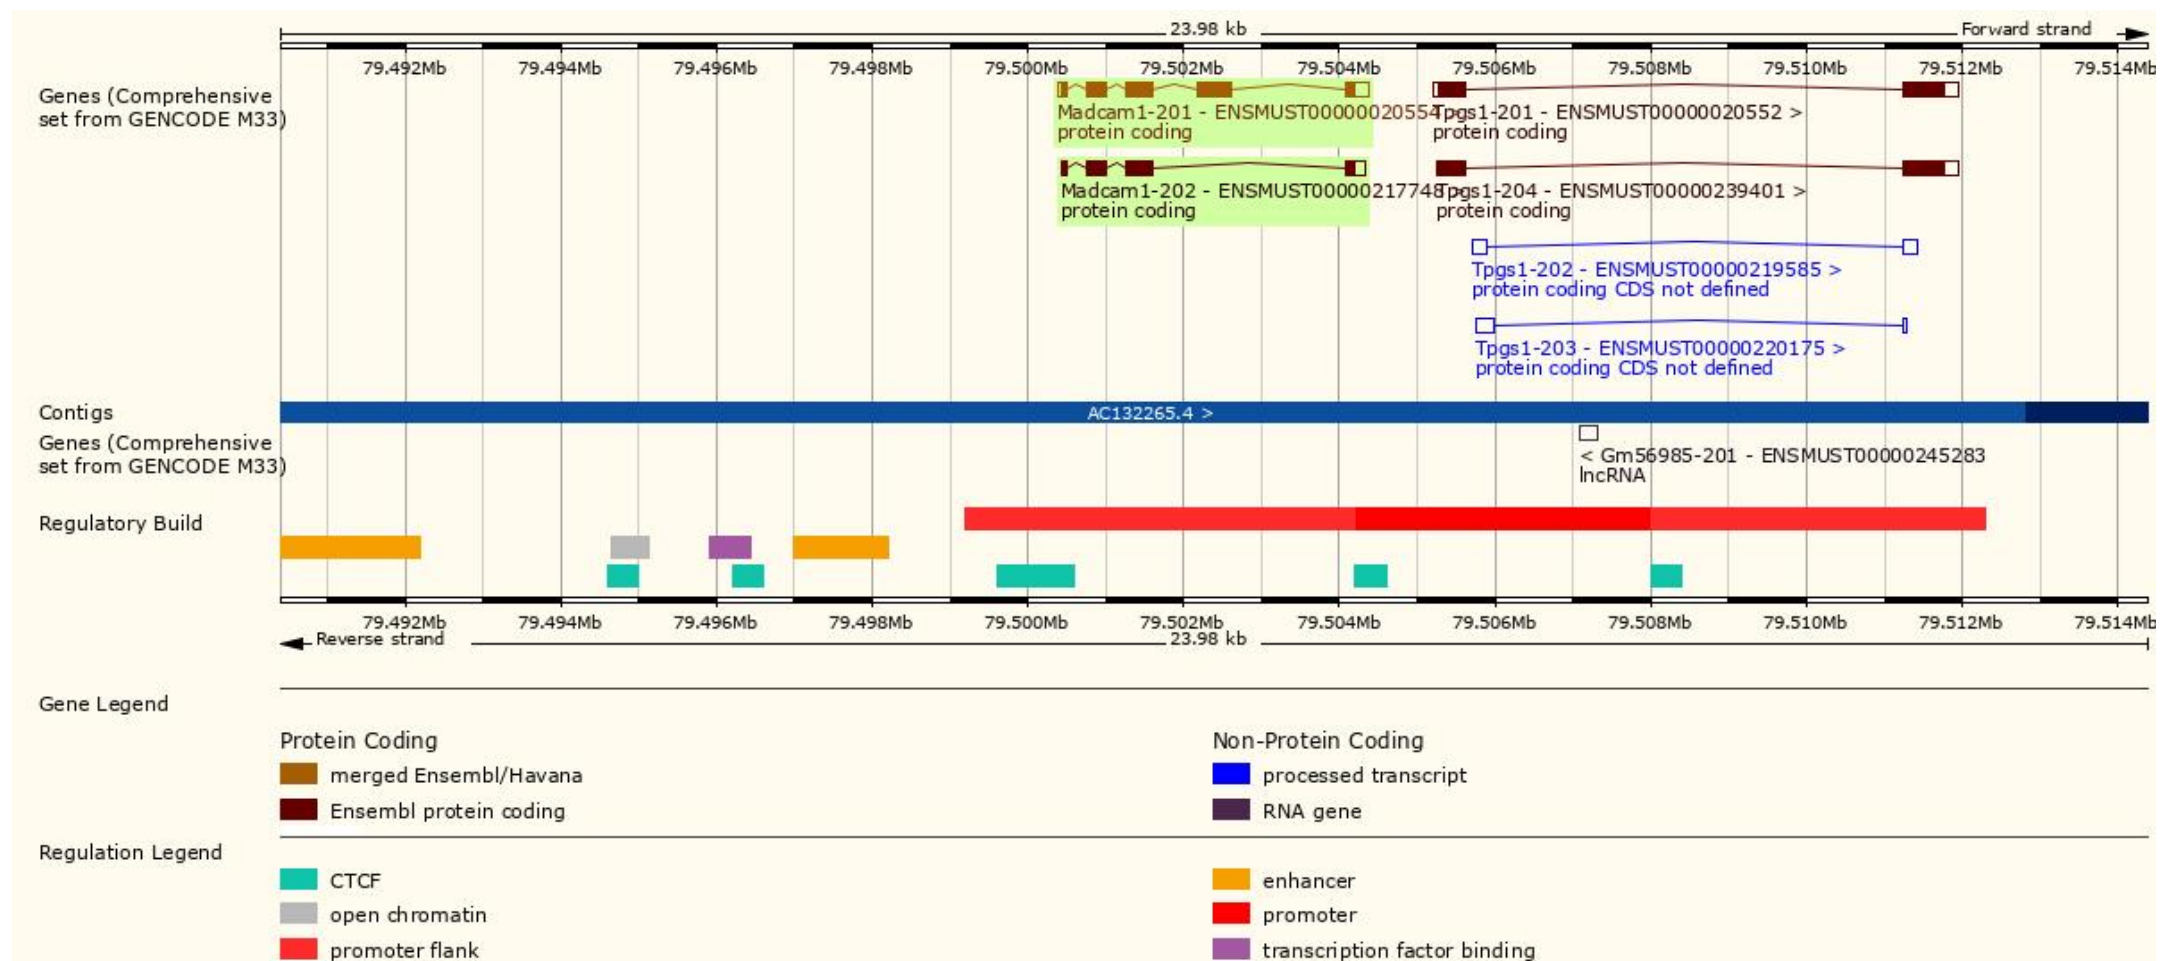 23.98 kb
Forward strand
79.492Mb 79.494Mb 79.496Mb 79.498Mb 79.500Mb 79.502Mb 79.504Mb 79.506Mb 79.508Mb 79.510Mb 79.512Mb 79.514Mb
Genes (Comprehensive
set from GENCODE M33)
Madcam1-201 - ENSMUST00000020554 >
protein coding
Tpgs1-201 - ENSMUST00000020552 >
protein coding
Madcam1-202 - ENSMUST00000217748 >
protein coding
Tpgs1-204 - ENSMUST00000239401 >
protein coding
Tpgs1-202 - ENSMUST00000219585 >
protein coding CDS not defined
Tpgs1-203 - ENSMUST00000220175 >
protein coding CDS not defined
Contigs
AC132265.4 >
Genes (Comprehensive
set from GENCODE M33)
< Gm56985-201 - ENSMUST00000245283
lncRNA
Regulatory Build
79.492Mb 79.494Mb 79.496Mb 79.498Mb 79.500Mb 79.502Mb 79.504Mb 79.506Mb 79.508Mb 79.510Mb 79.512Mb 79.514Mb
Reverse strand
23.98 kb
Gene Legend
Protein Coding
merged Ensembl/Havana
Ensembl protein coding
Non-Protein Coding
processed transcript
RNA gene
Regulation Legend
CTCF
open chromatin
promoter flank
enhancer
promoter
transcription factor binding